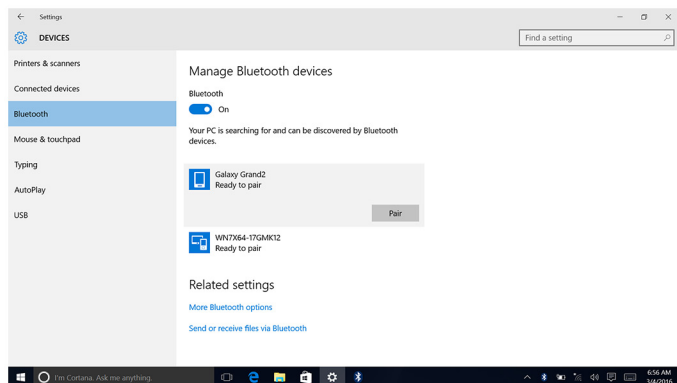 Settings
DEVICES
Find a setting
Printers & scanners
Connected devices
Bluetooth
Mouse & touchpad
Typing
AutoPlay
USB
Manage Bluetooth devices
Bluetooth
On
Your PC is searching for and can be discovered by Bluetooth
devices.
Galaxy Grand2
Ready to pair
Pair
WN7X64-17GMK12
Ready to pair
Related settings
More Bluetooth options
Send or receive files via Bluetooth
I'm Cortana. Ask me anything.
6:56 AM
3/4/2016